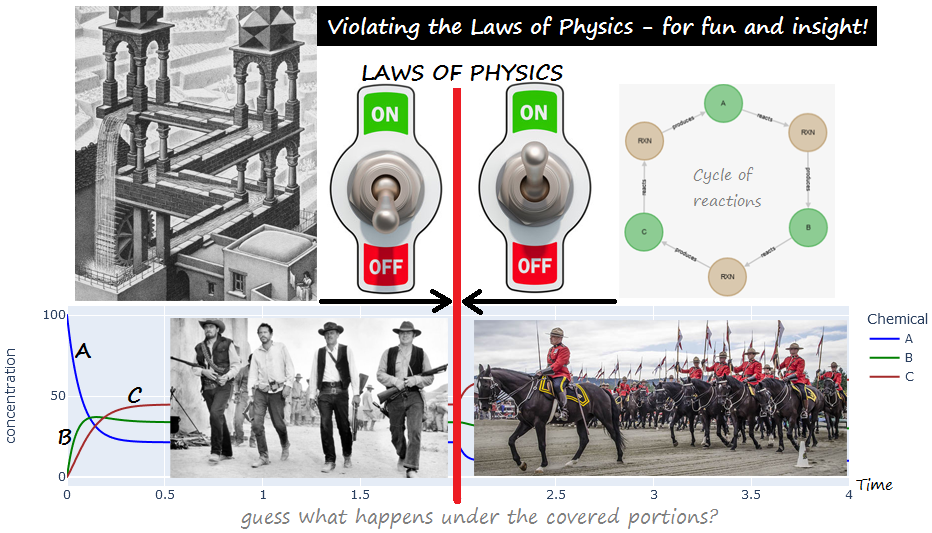 Violating the Laws of Physics - for fun and insight!
LAWS OF PHYSICS
ON
OFF
ON
OFF
A
reacts
RXN
produces
B
reacts
RXN
produces
C
reacts
RXN
produces
Cycle of
reactions
concentration
100
50
0
A
B
C
0
0.5
1
1.5
2.5
3
3.5
4
Time
Chemical
A
B
C
guess what happens under the covered portions?